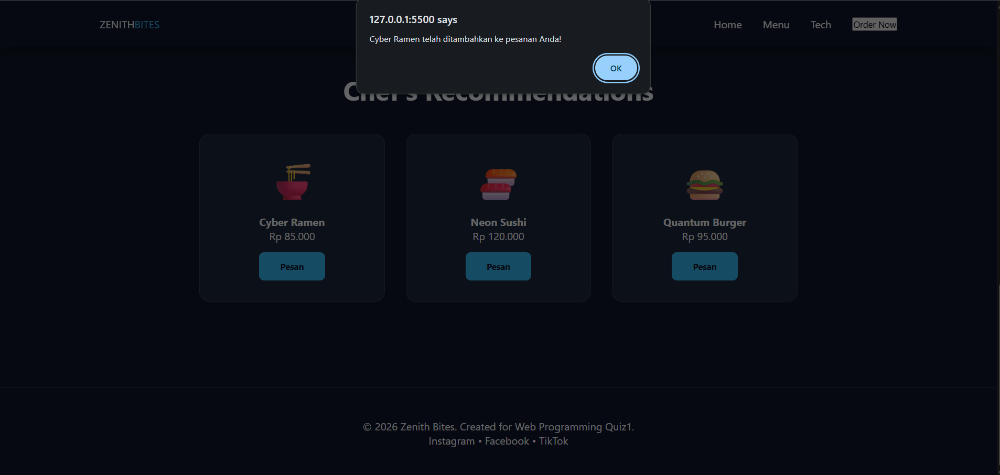 ZENITHBITES
Home
Menu
Tech
Order Now
127.0.0.1:5500 says
Cyber Ramen telah ditambahkan ke pesanan Anda!
OK
Chef's Recommendations
Cyber Ramen
Rp 85.000
Pesan
Neon Sushi
Rp 120.000
Pesan
Quantum Burger
Rp 95.000
Pesan
© 2026 Zenith Bites. Created for Web Programming Quiz1.
Instagram • Facebook • TikTok